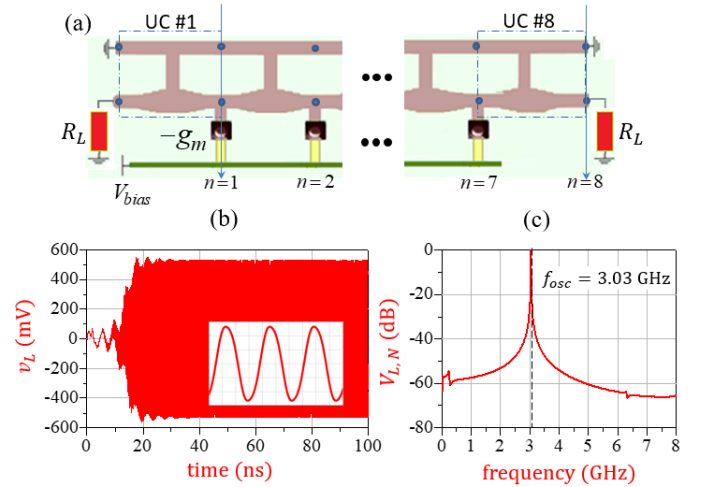 (a)
UC #1
UC #8
•••
R_L
−g_m
•••
R_L
V_bias
n=1
n=2
n=7
n=8
(b)
v_L (mV)
600
400
200
0
-200
-400
-600
0 20 40 60 80 100
time (ns)
(c)
V_L,N (dB)
0
-20
-40
-60
-80
f_osc = 3.03 GHz
0 1 2 3 4 5 6 7 8
frequency (GHz)